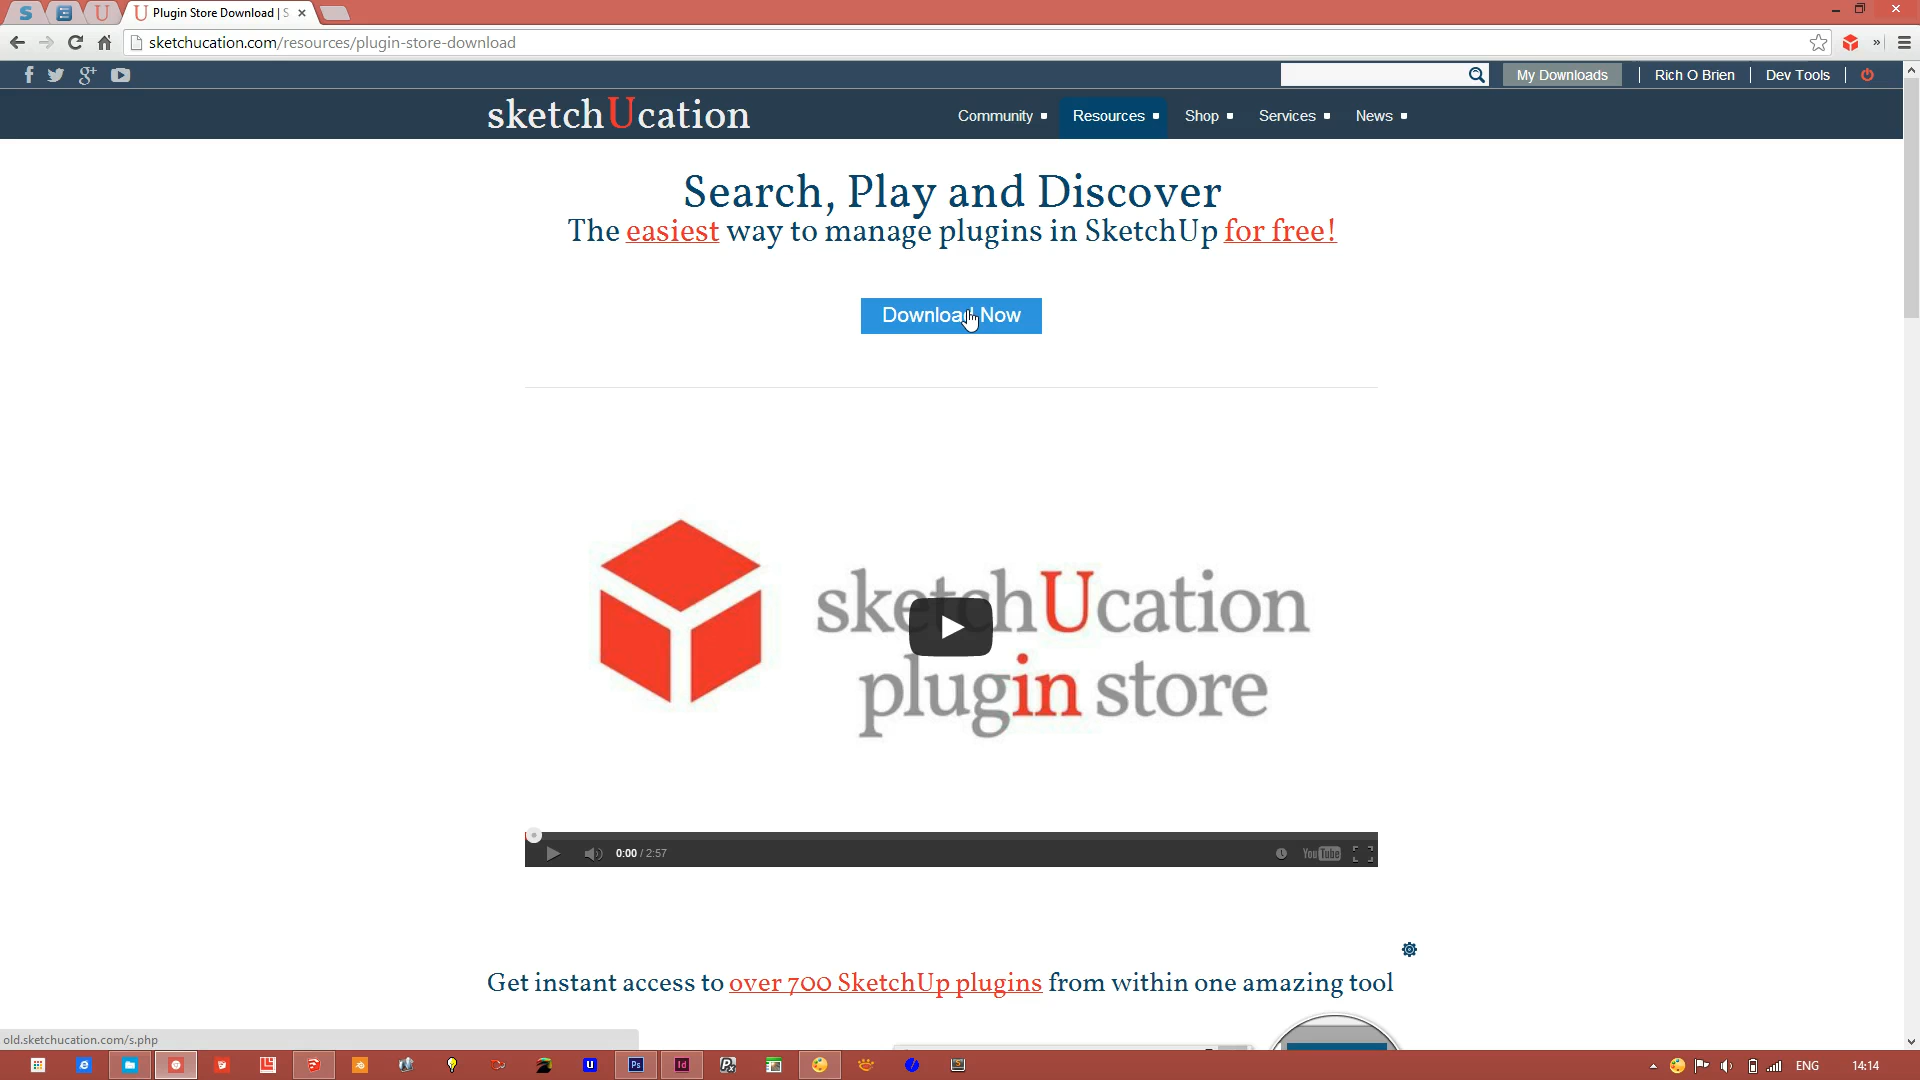 Plugin Store Download | S
sketchucation.com/resources/plugin-store-download
My Downloads
Rich O Brien
Dev Tools
sketchUcation
Community
Resources
Shop
Services
News
Search, Play and Discover
The easiest way to manage plugins in SketchUp for free!
Download Now
sketchUcation
plugin store
0:00 / 2:57
YouTube
Get instant access to over 700 SketchUp plugins from within one amazing tool
old.sketchucation.com/s.php
ENG
14:14